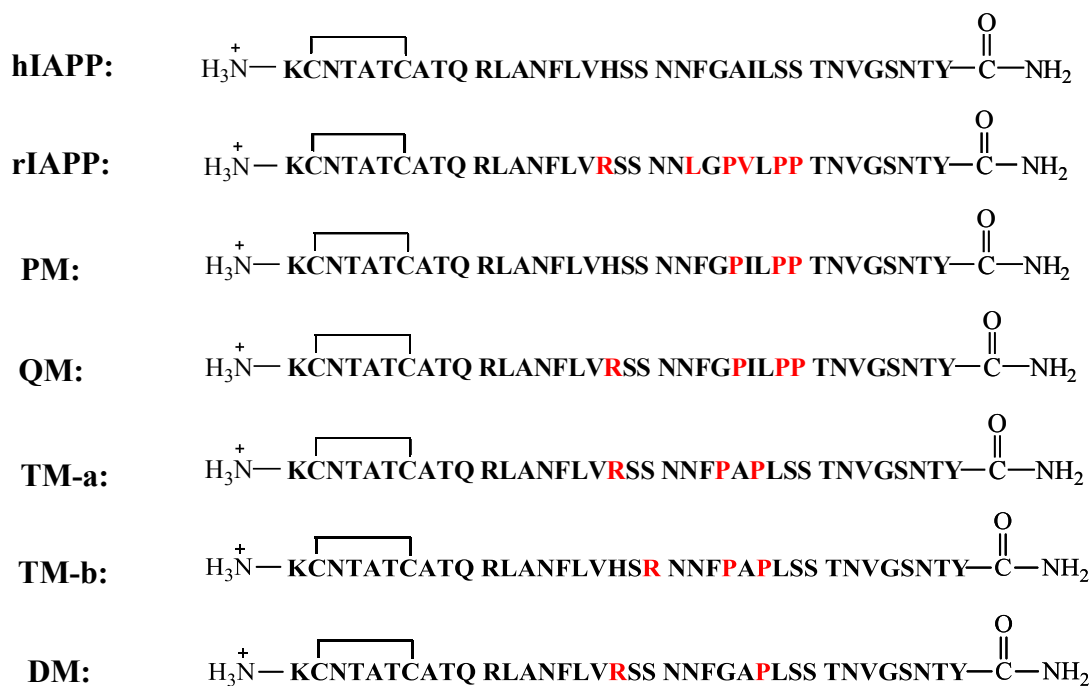 O
hIAPP: H₃N⁺— KCNTATCATQ RLANFLVHSS NNFGAILSS TNVGSNTY—C—NH₂
O
rIAPP: H₃N⁺— KCNTATCATQ RLANFLVRSS NNLGPVLPP TNVGSNTY—C—NH₂
O
PM: H₃N⁺— KCNTATCATQ RLANFLVHSS NNFGPILPP TNVGSNTY—C—NH₂
O
QM: H₃N⁺— KCNTATCATQ RLANFLVRSS NNFGPILPP TNVGSNTY—C—NH₂
O
TM-a: H₃N⁺— KCNTATCATQ RLANFLVRSS NNFPAPLSS TNVGSNTY—C—NH₂
O
TM-b: H₃N⁺— KCNTATCATQ RLANFLVHSR NNFPAPLSS TNVGSNTY—C—NH₂
O
DM: H₃N⁺— KCNTATCATQ RLANFLVRSS NNFGAPLSS TNVGSNTY—C—NH₂